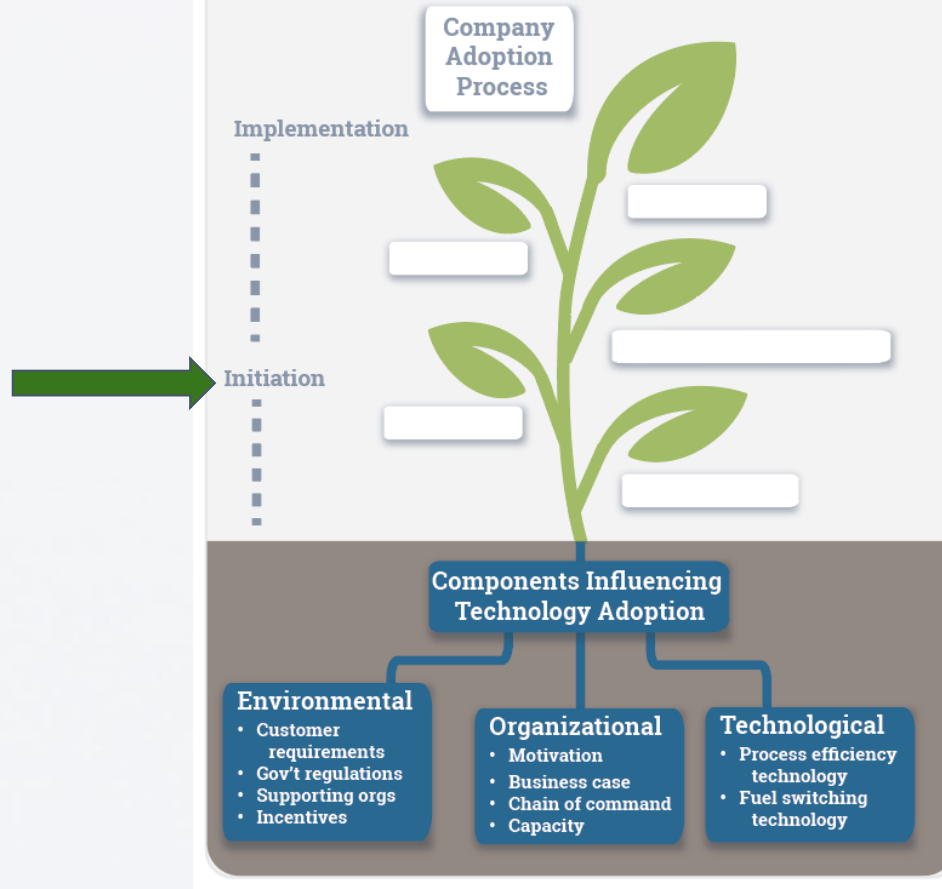 Company
Adoption
Process
Implementation
Initiation
Components Influencing
Technology Adoption
Environmental
• Customer
requirements
• Gov't regulations
• Supporting orgs
• Incentives
Organizational
• Motivation
• Business case
• Chain of command
• Capacity
Technological
• Process efficiency
technology
• Fuel switching
technology